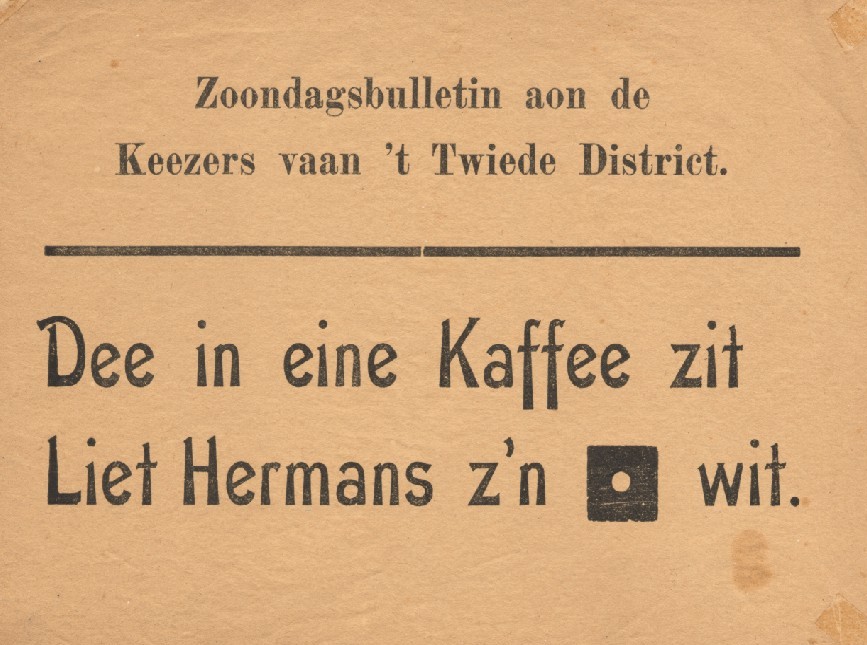 Zoondagsbulletin aon de
Keezers vaan 't Twiede District.
Dee in eine Kaffee zit
Liet Hermans z'n wit.